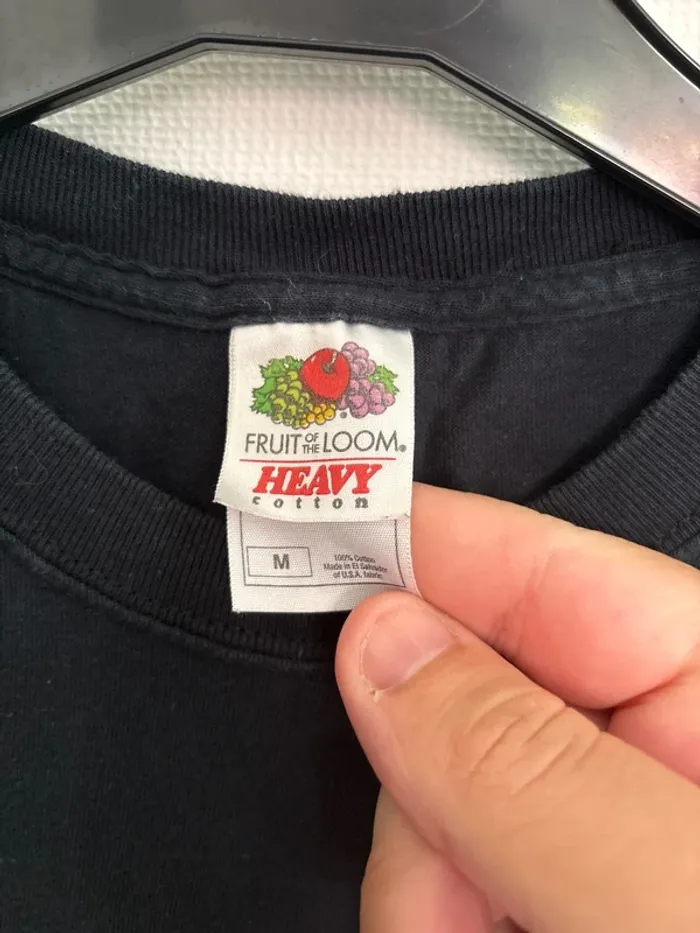 FRUIT OF THE LOOM®
HEAVY
cotton
M
100% Cotton
Made in El Salvador
of U.S.A. fabric